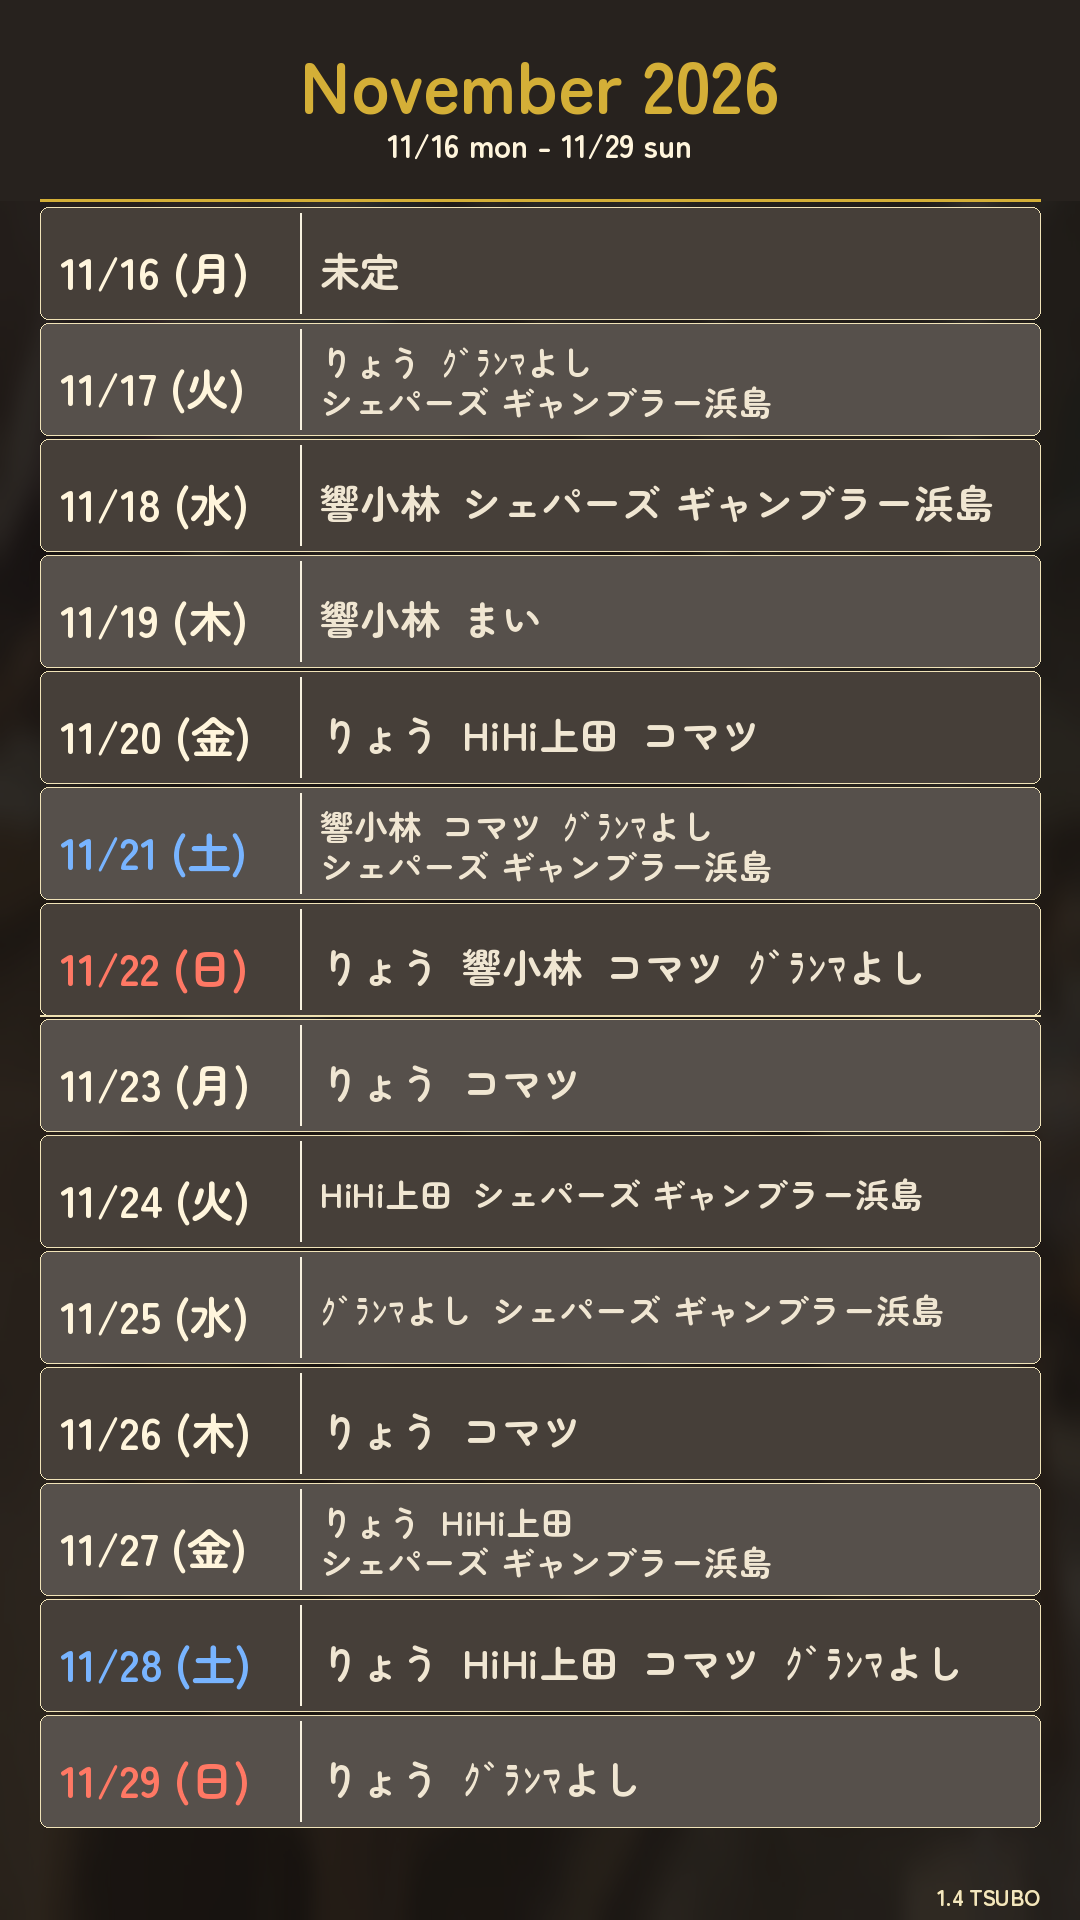 November 2026
11/16 mon - 11/29 sun
11/16 (月) 未定
11/17 (火) りょう ｸﾞﾗﾝﾏよし
シェパーズ ギャンブラー浜島
11/18 (水) 響小林 シェパーズ ギャンブラー浜島
11/19 (木) 響小林 まい
11/20 (金) りょう HiHi上田 コマツ
11/21 (土) 響小林 コマツ ｸﾞﾗﾝﾏよし
シェパーズ ギャンブラー浜島
11/22 (日) りょう 響小林 コマツ ｸﾞﾗﾝﾏよし
11/23 (月) りょう コマツ
11/24 (火) HiHi上田 シェパーズ ギャンブラー浜島
11/25 (水) ｸﾞﾗﾝﾏよし シェパーズ ギャンブラー浜島
11/26 (木) りょう コマツ
11/27 (金) りょう HiHi上田
シェパーズ ギャンブラー浜島
11/28 (土) りょう HiHi上田 コマツ ｸﾞﾗﾝﾏよし
11/29 (日) りょう ｸﾞﾗﾝﾏよし
1.4 TSUBO